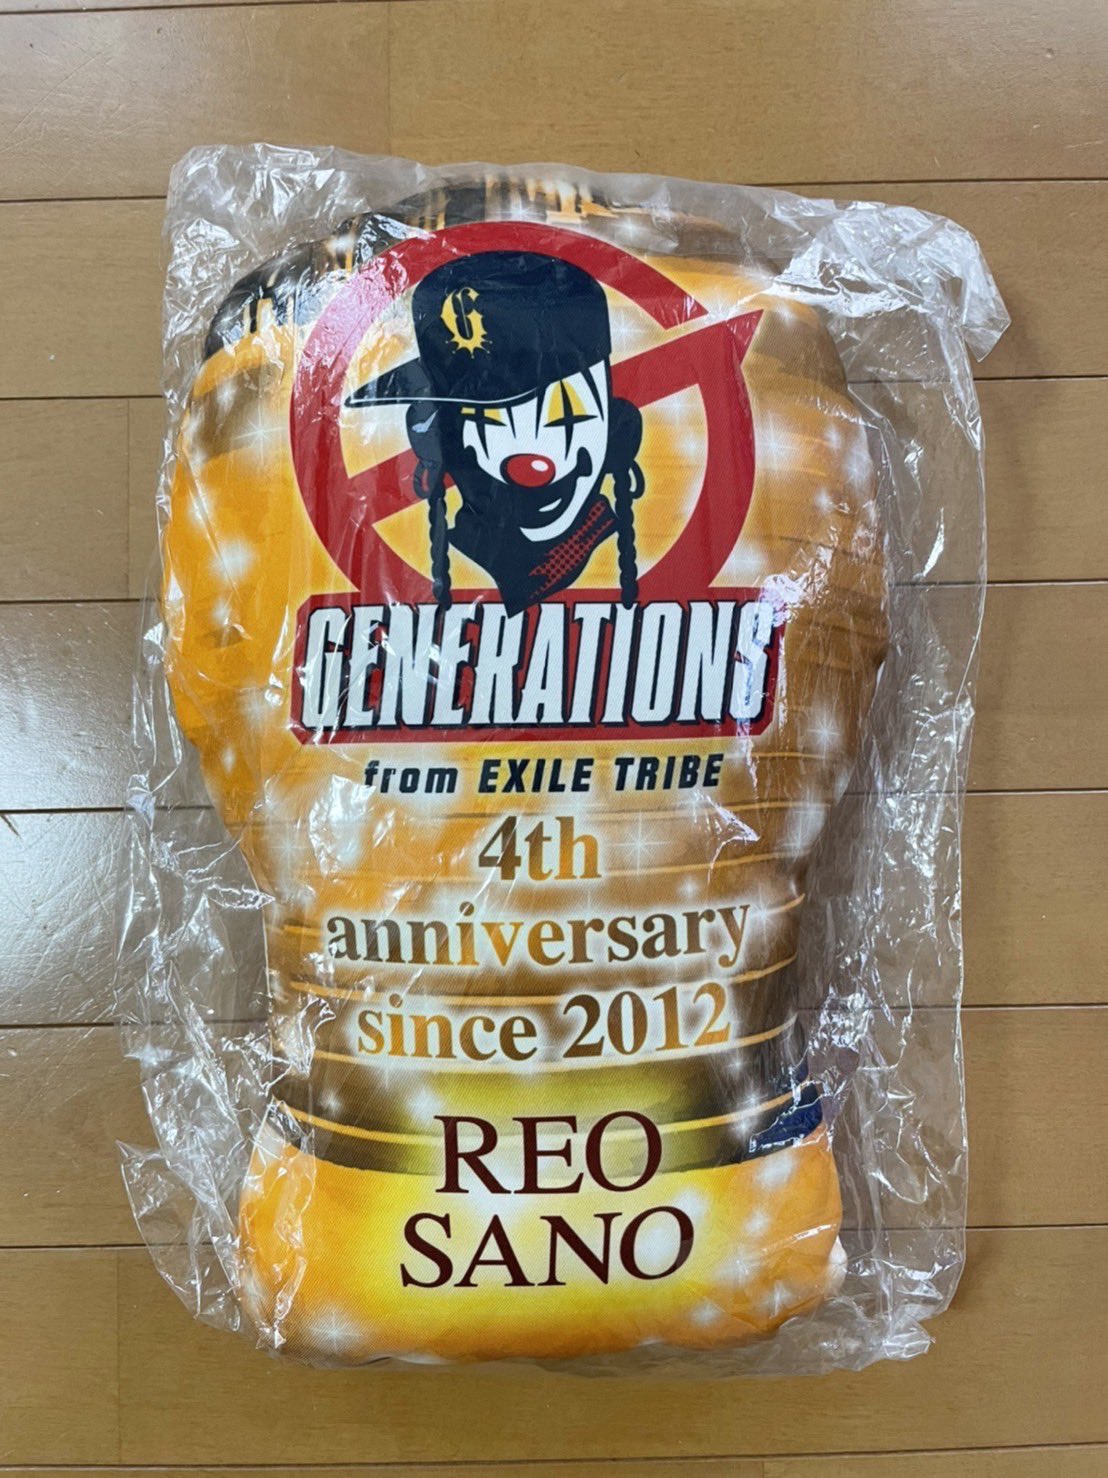 G
GENERATIONS
from EXILE TRIBE
4th
anniversary
since 2012
REO
SANO